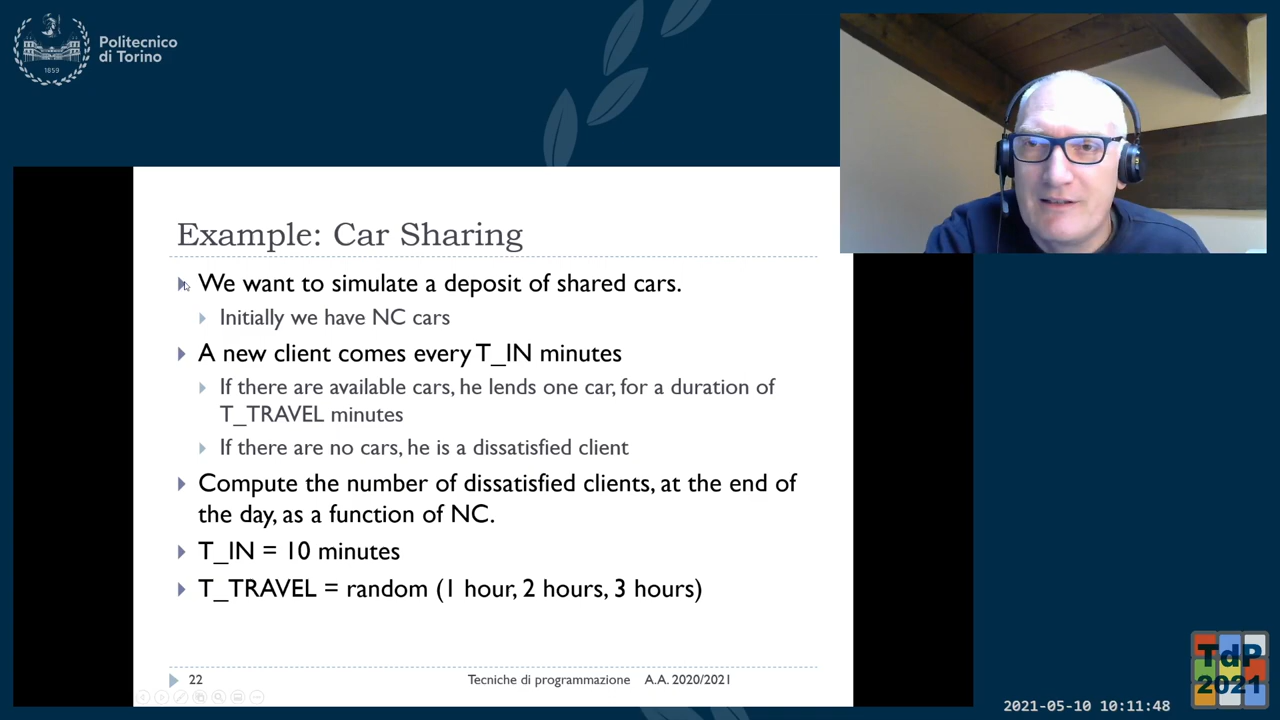 Politecnico
di Torino
1859
Example: Car Sharing
We want to simulate a deposit of shared cars.
Initially we have NC cars
A new client comes every T_IN minutes
If there are available cars, he lends one car, for a duration of
T_TRAVEL minutes
If there are no cars, he is a dissatisfied client
Compute the number of dissatisfied clients, at the end of
the day, as a function of NC.
T_IN = 10 minutes
T_TRAVEL = random (1 hour, 2 hours, 3 hours)
22
Tecniche di programmazione A.A. 2020/2021
TdP
2021
2021-05-10 10:11:48